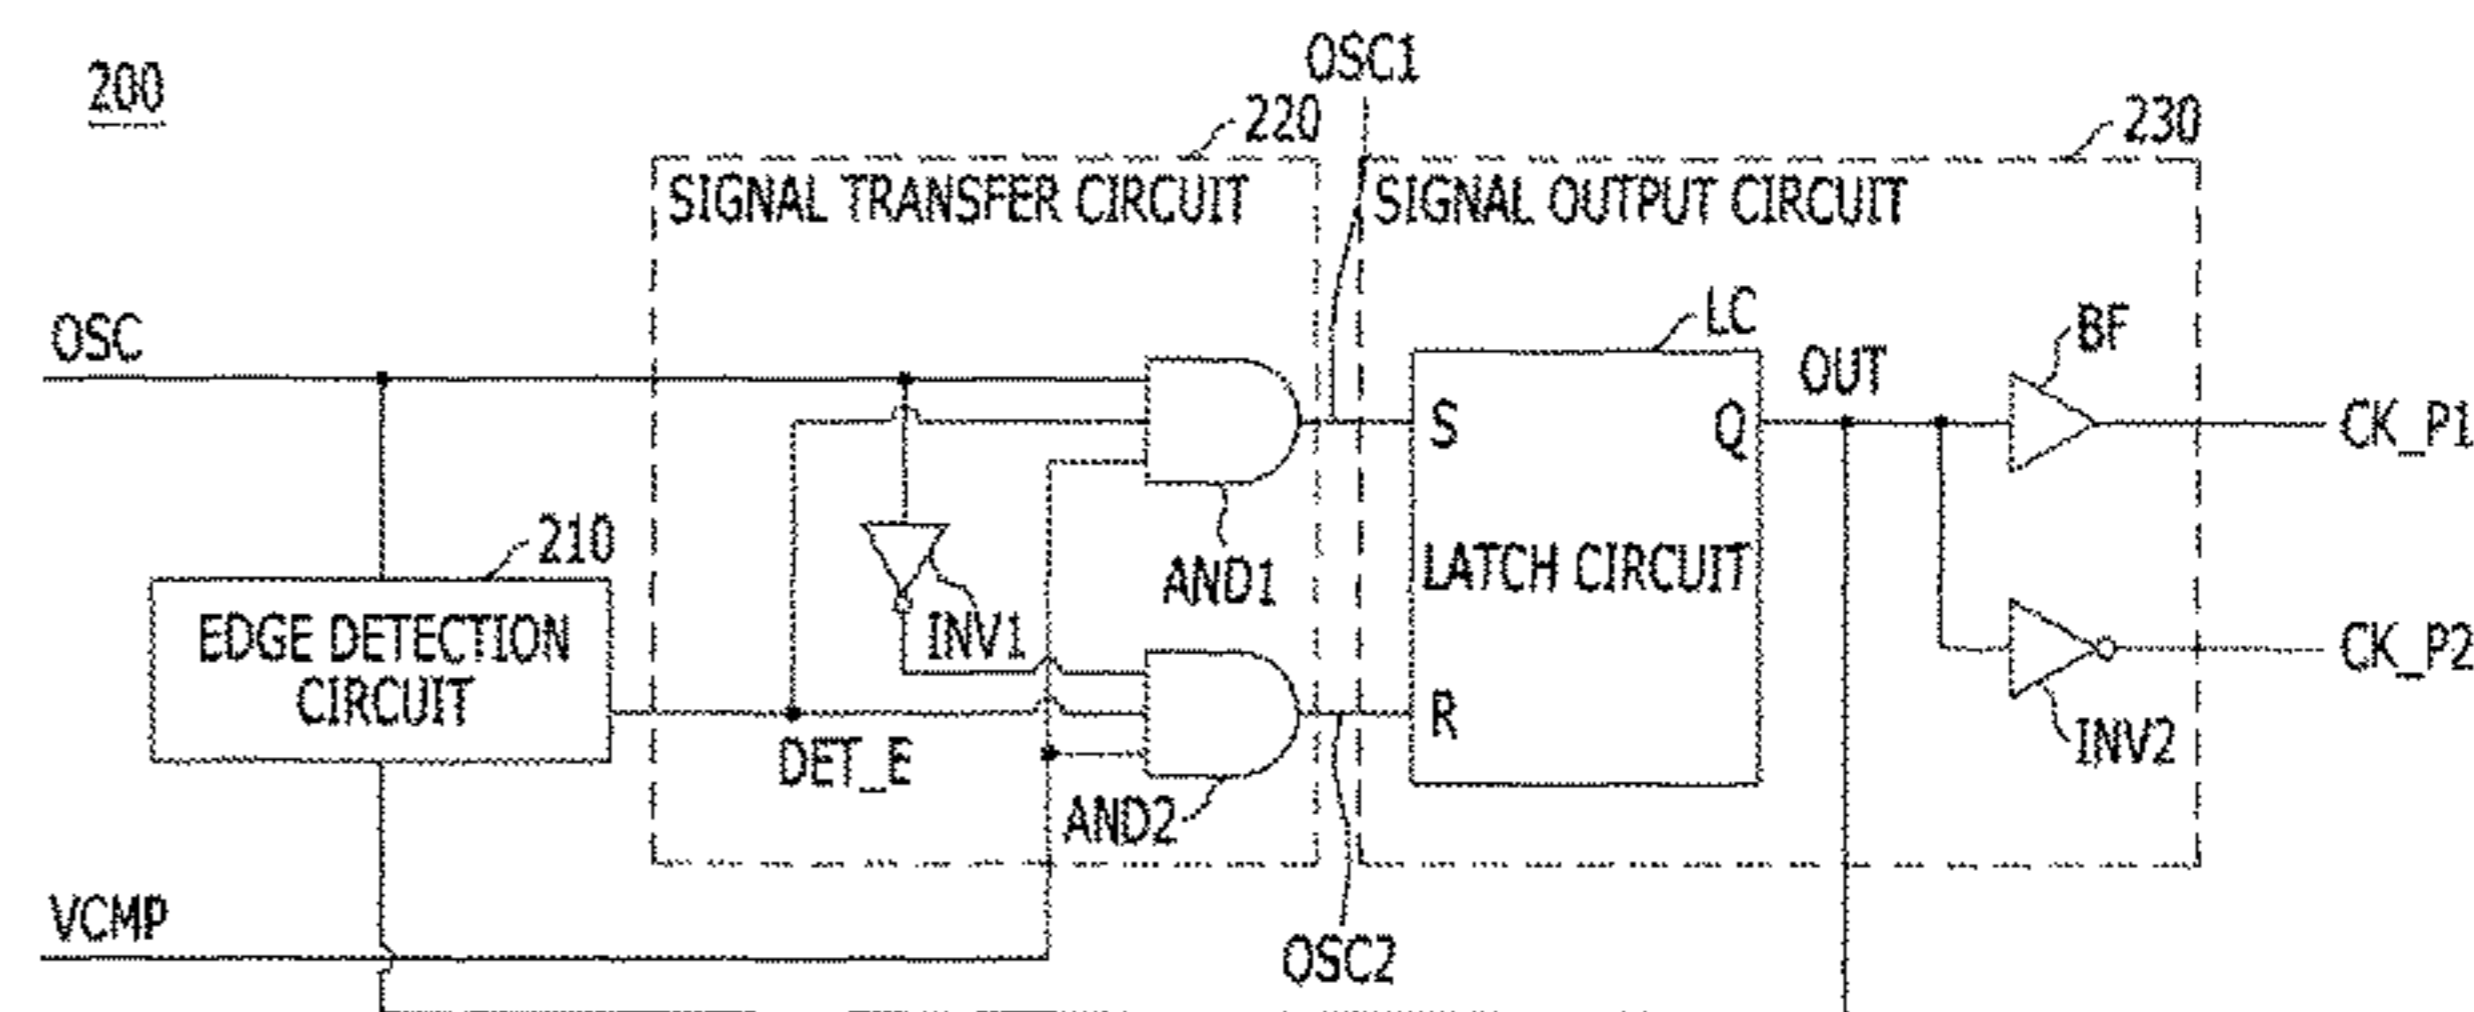 200
OSC1
220
230
SIGNAL TRANSFER CIRCUIT
SIGNAL OUTPUT CIRCUIT
OSC
LC
BF
OUT
S
Q
CK_P1
210
EDGE DETECTION
CIRCUIT
INV1
AND1
LATCH CIRCUIT
CK_P2
DET_E
R
INV2
AND2
VCMP
OSC2